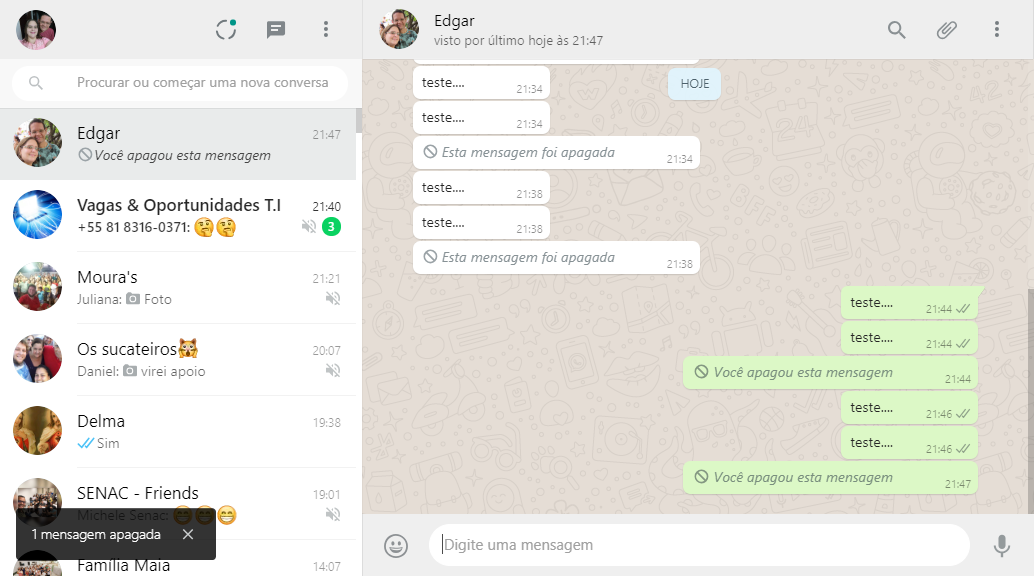 Procurar ou começar uma nova conversa
Edgar
21:47
Você apagou esta mensagem
Vagas & Oportunidades T.I
21:40
+55 81 8316-0371: 🤔🤔
3
Moura's
21:21
Juliana: Foto
Os sucateiros😹
20:07
Daniel: virei apoio
Delma
19:38
Sim
SENAC - Friends
19:01
Michele Senac: 😁😁😁
1 mensagem apagada
Família Maia
14:07
Edgar
visto por último hoje às 21:47
HOJE
teste....
21:34
teste....
21:34
Esta mensagem foi apagada
21:34
teste....
21:38
teste....
21:38
Esta mensagem foi apagada
21:38
teste....
21:44
teste....
21:44
Você apagou esta mensagem
21:44
teste....
21:46
teste....
21:46
Você apagou esta mensagem
21:47
Digite uma mensagem